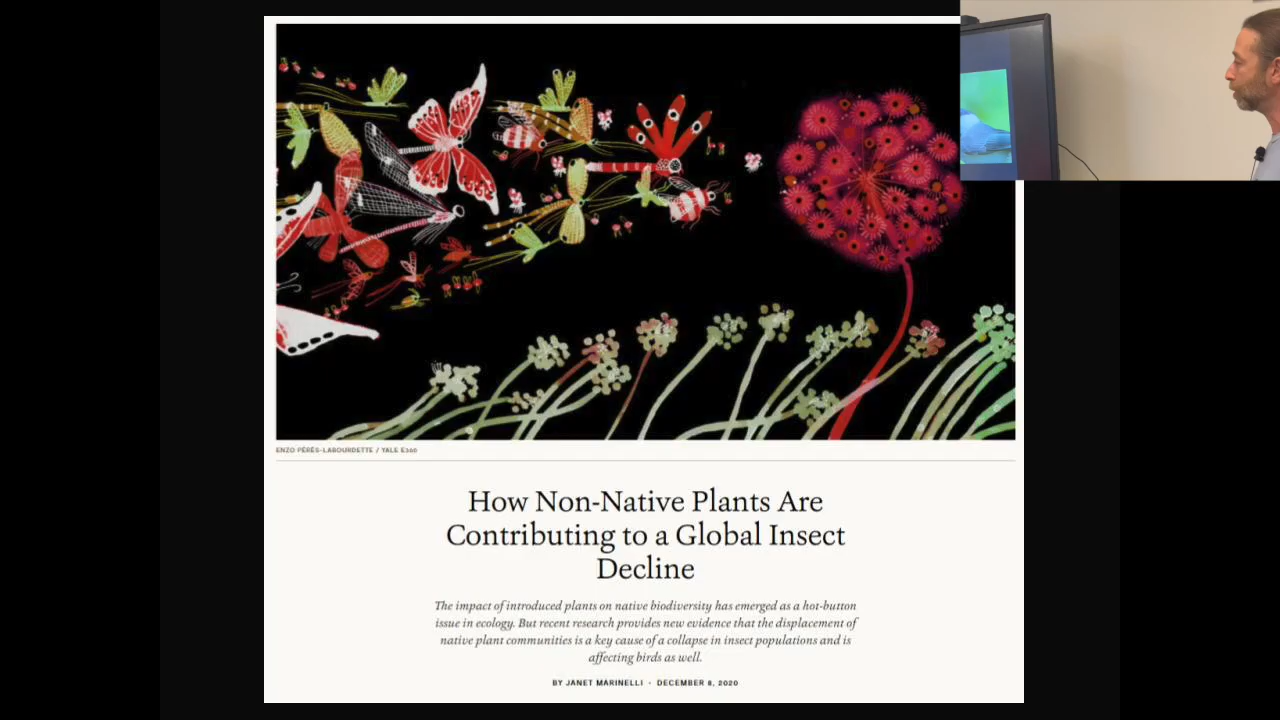 ENZO PÉRÈS-LABOURDETTE / YALE E360
How Non-Native Plants Are
Contributing to a Global Insect
Decline
The impact of introduced plants on native biodiversity has emerged as a hot-button
issue in ecology. But recent research provides new evidence that the displacement of
native plant communities is a key cause of a collapse in insect populations and is
affecting birds as well.
BY JANET MARINELLI • DECEMBER 8, 2020